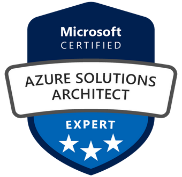 Microsoft
CERTIFIED
AZURE SOLUTIONS
ARCHITECT
EXPERT